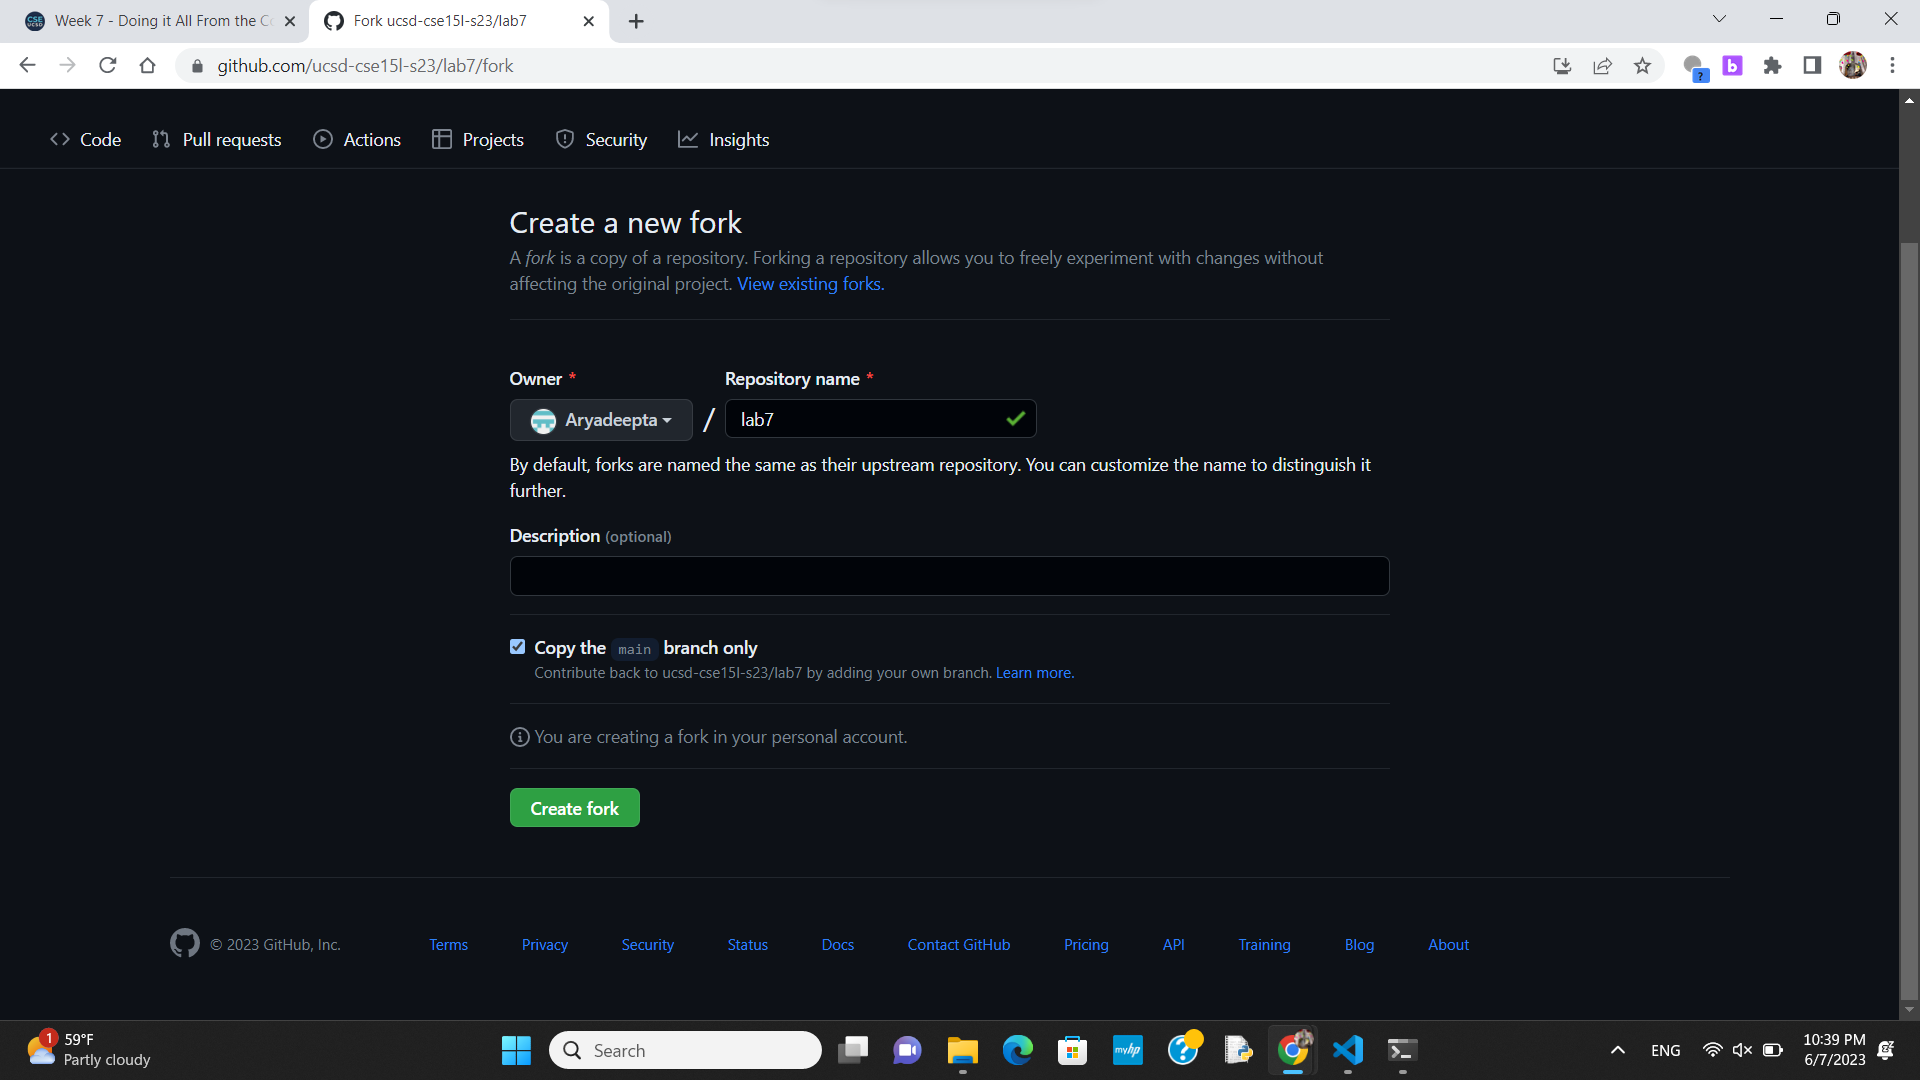 Week 7 - Doing it All From the Co
Fork ucsd-cse15l-s23/lab7
github.com/ucsd-cse15l-s23/lab7/fork
?
b
Code
Pull requests
Actions
Projects
Security
Insights
Create a new fork
A fork is a copy of a repository. Forking a repository allows you to freely experiment with changes without
affecting the original project. View existing forks.
Owner *
Repository name *
Aryadeepta
/
lab7
By default, forks are named the same as their upstream repository. You can customize the name to distinguish it
further.
Description (optional)
Copy the main branch only
Contribute back to ucsd-cse15l-s23/lab7 by adding your own branch. Learn more.
You are creating a fork in your personal account.
Create fork
© 2023 GitHub, Inc.
Terms
Privacy
Security
Status
Docs
Contact GitHub
Pricing
API
Training
Blog
About
1
59°F
Partly cloudy
Search
myhp
?
ENG
10:39 PM
6/7/2023